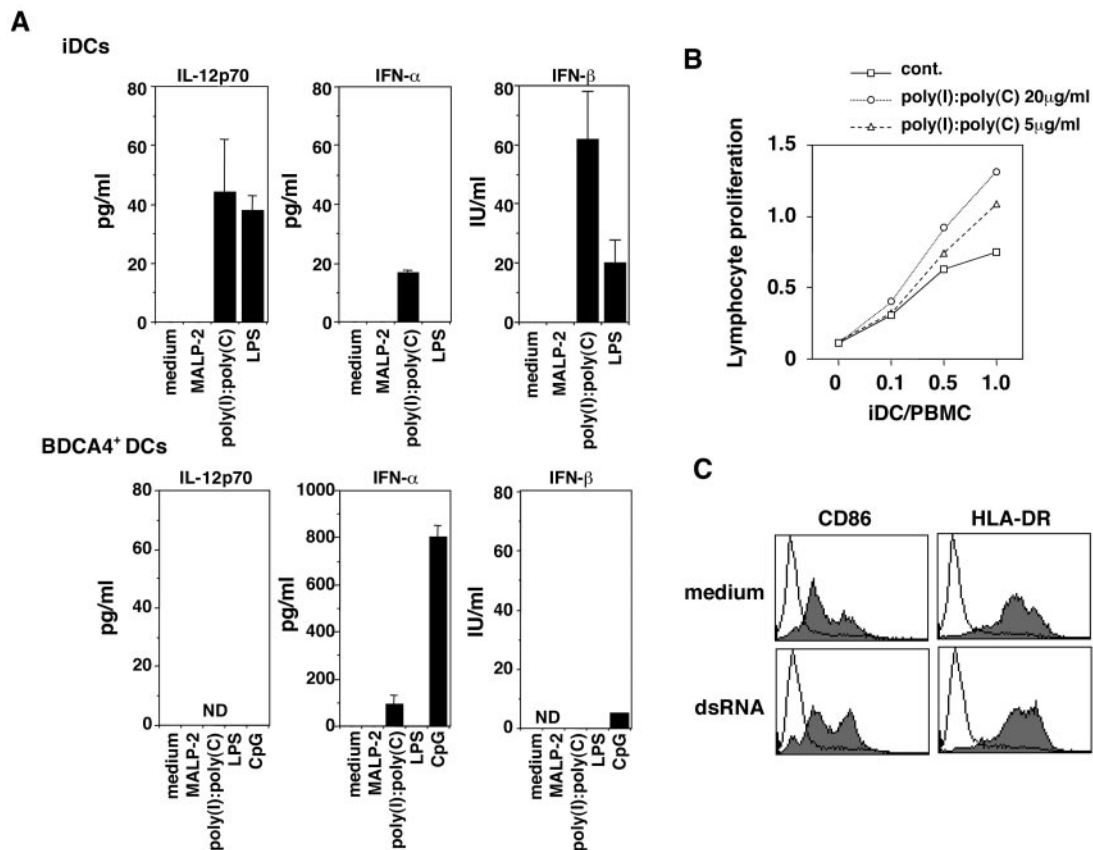 A
iDCs
IL-12p70
IFN-α
IFN-β
pg/ml
80
60
40
20
0
medium
MALP-2
poly(I):poly(C)
LPS
pg/ml
80
60
40
20
0
medium
MALP-2
poly(I):poly(C)
LPS
IU/ml
80
60
40
20
0
medium
MALP-2
poly(I):poly(C)
LPS
BDCA4⁺ DCs
IL-12p70
IFN-α
IFN-β
pg/ml
80
60
40
20
0
ND
medium
MALP-2
poly(I):poly(C)
LPS
CpG
pg/ml
1000
800
600
400
200
0
medium
MALP-2
poly(I):poly(C)
LPS
CpG
IU/ml
80
60
40
20
0
ND
medium
MALP-2
poly(I):poly(C)
LPS
CpG
B
cont.
poly(I):poly(C) 20μg/ml
poly(I):poly(C) 5μg/ml
Lymphocyte proliferation
1.5
1.0
0.5
0
0 0.1 0.5 1.0
iDC/PBMC
C
CD86 HLA-DR
medium
dsRNA